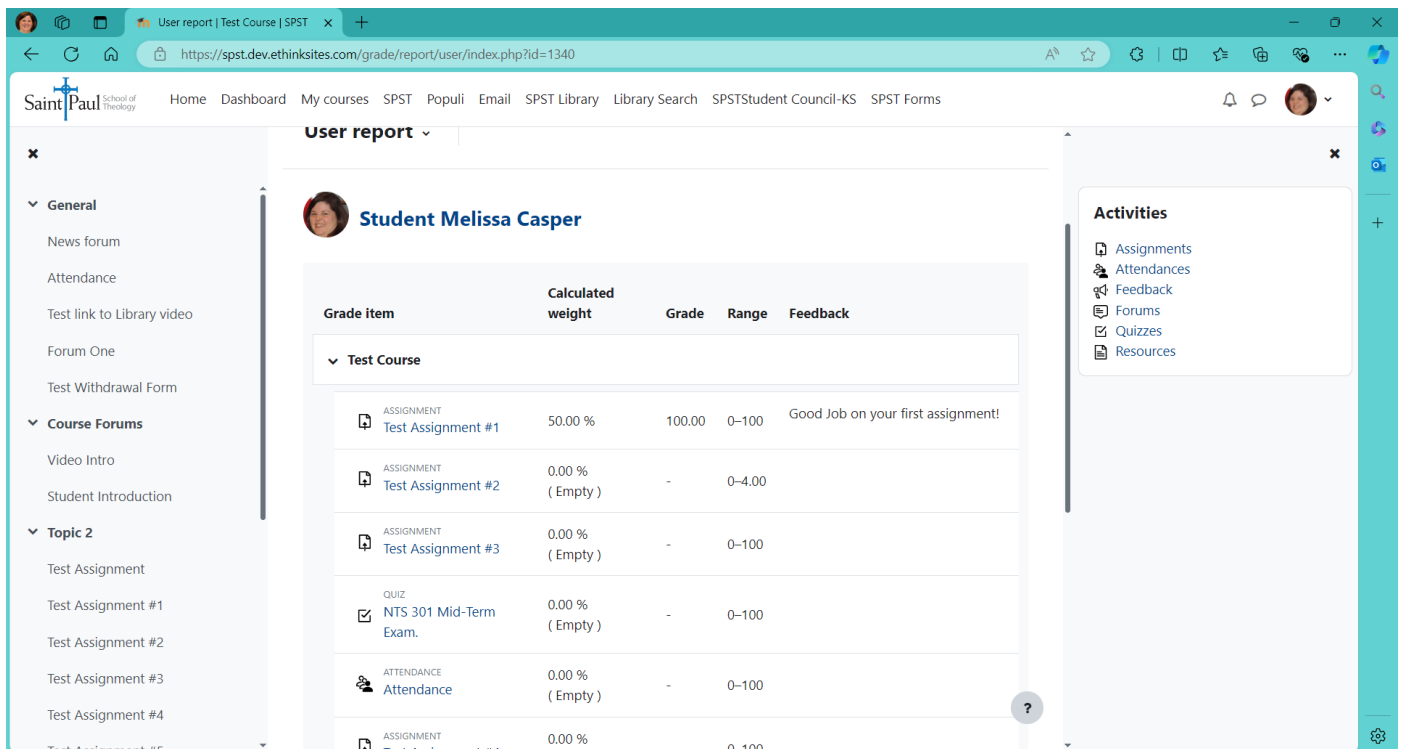 User report | Test Course | SPST
https://spst.dev.ethinksites.com/grade/report/user/index.php?id=1340
Saint Paul School of Theology
Home Dashboard My courses SPST Populi Email SPST Library Library Search SPSTStudent Council-KS SPST Forms
User report
General
News forum
Attendance
Test link to Library video
Forum One
Test Withdrawal Form
Course Forums
Video Intro
Student Introduction
Topic 2
Test Assignment
Test Assignment #1
Test Assignment #2
Test Assignment #3
Test Assignment #4
Student Melissa Casper
Grade item Calculated weight Grade Range Feedback
Test Course
ASSIGNMENT
Test Assignment #1 50.00 % 100.00 0–100 Good Job on your first assignment!
ASSIGNMENT
Test Assignment #2 0.00 % ( Empty ) - 0–4.00
ASSIGNMENT
Test Assignment #3 0.00 % ( Empty ) - 0–100
QUIZ
NTS 301 Mid-Term Exam. 0.00 % ( Empty ) - 0–100
ATTENDANCE
Attendance 0.00 % ( Empty ) - 0–100
ASSIGNMENT
0.00 %
?
Activities
Assignments
Attendances
Feedback
Forums
Quizzes
Resources